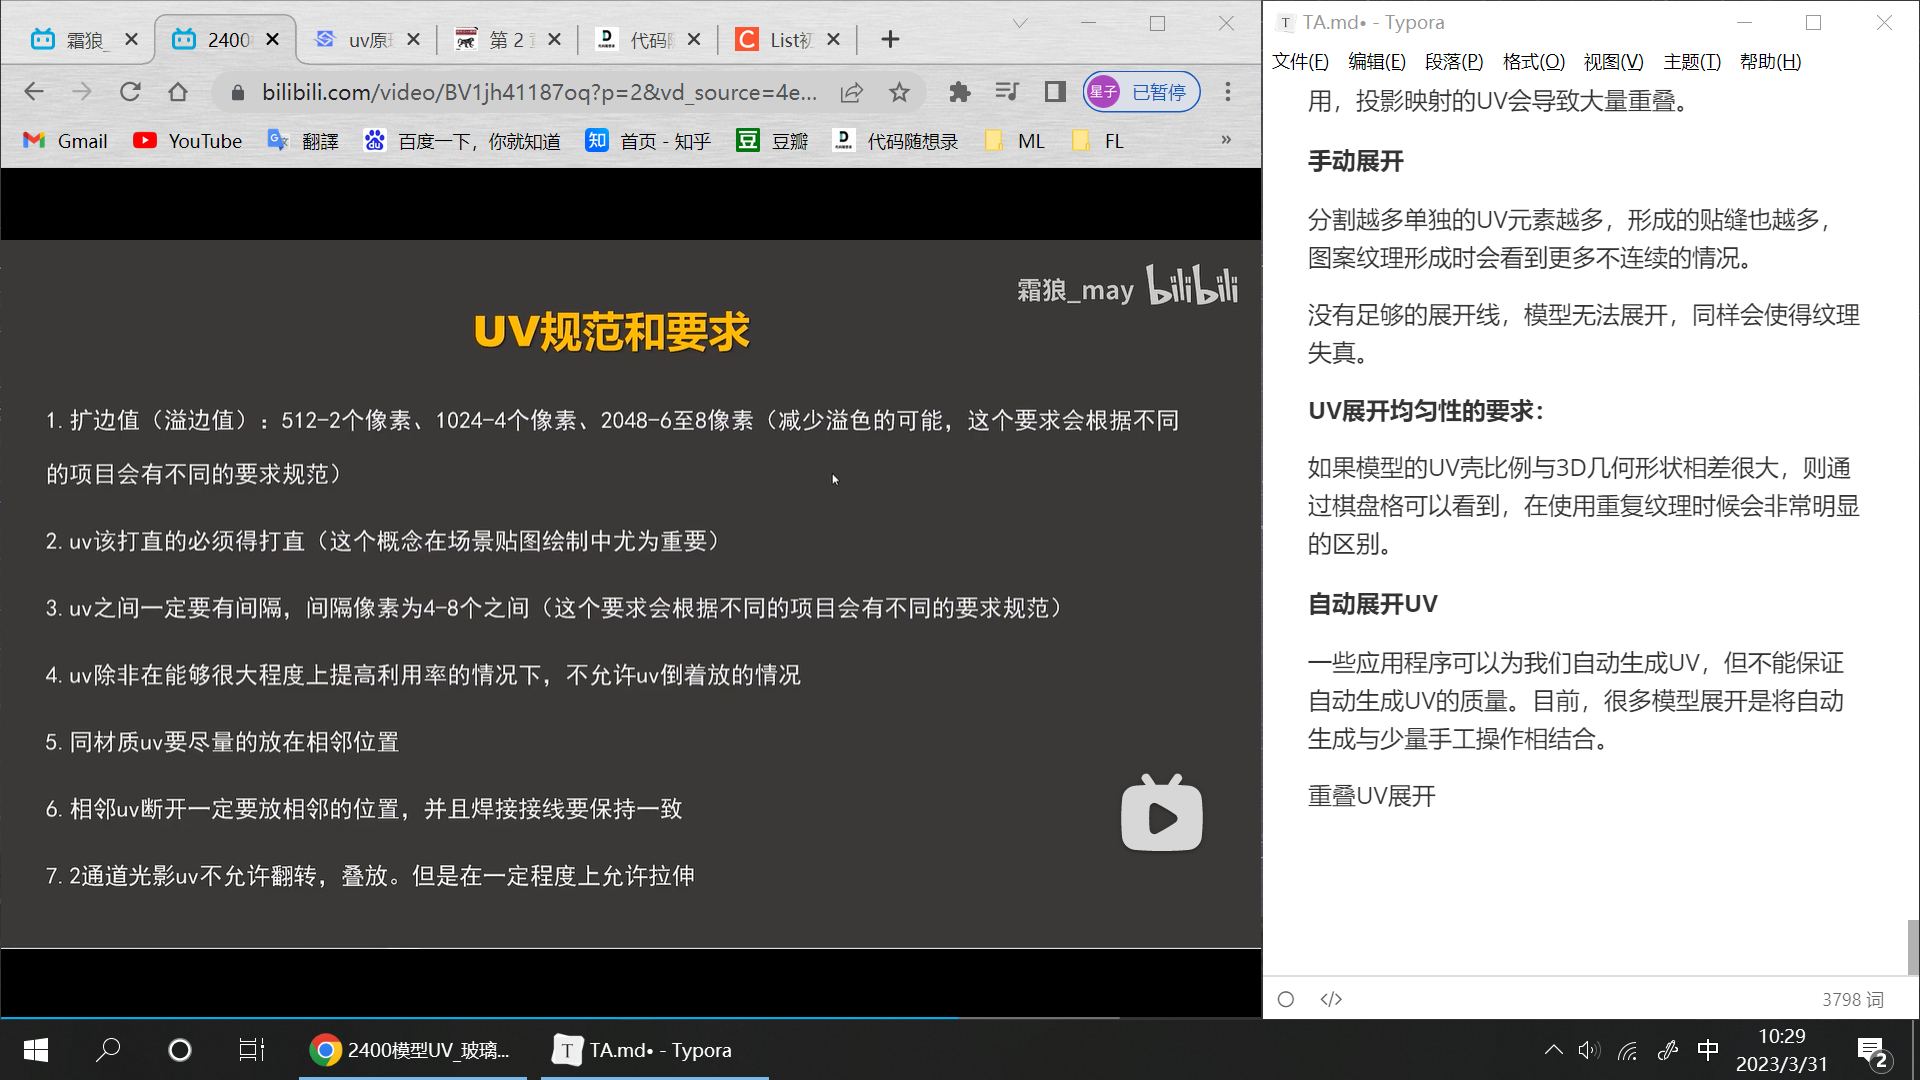 霜狼_
2400
uv原理
第 2 章
代码随
List初
bilibili.com/video/BV1jh41187oq?p=2&vd_source=4e...
星子 已暂停
Gmail YouTube 翻譯 百度一下，你就知道 首页 - 知乎 豆瓣 代码随想录 ML FL »
霜狼_may bilibili
UV规范和要求
1. 扩边值（溢边值）：512-2个像素、1024-4个像素、2048-6至8像素（减少溢色的可能，这个要求会根据不同
的项目会有不同的要求规范）
2. uv该打直的必须得打直（这个概念在场景贴图绘制中尤为重要）
3. uv之间一定要有间隔，间隔像素为4-8个之间（这个要求会根据不同的项目会有不同的要求规范）
4. uv除非在能够很大程度上提高利用率的情况下，不允许uv倒着放的情况
5. 同材质uv要尽量的放在相邻位置
6. 相邻uv断开一定要放相邻的位置，并且焊接接线要保持一致
7. 2通道光影uv不允许翻转，叠放。但是在一定程度上允许拉伸
TA.md• - Typora
文件(F) 编辑(E) 段落(P) 格式(O) 视图(V) 主题(T) 帮助(H)
用，投影映射的UV会导致大量重叠。
手动展开
分割越多单独的UV元素越多，形成的贴缝也越多，
图案纹理形成时会看到更多不连续的情况。
没有足够的展开线，模型无法展开，同样会使得纹理
失真。
UV展开均匀性的要求：
如果模型的UV壳比例与3D几何形状相差很大，则通
过棋盘格可以看到，在使用重复纹理时候会非常明显
的区别。
自动展开UV
一些应用程序可以为我们自动生成UV，但不能保证
自动生成UV的质量。目前，很多模型展开是将自动
生成与少量手工操作相结合。
重叠UV展开
3798 词
2400模型UV_玻璃...
TA.md• - Typora
中
10:29
2023/3/31
2